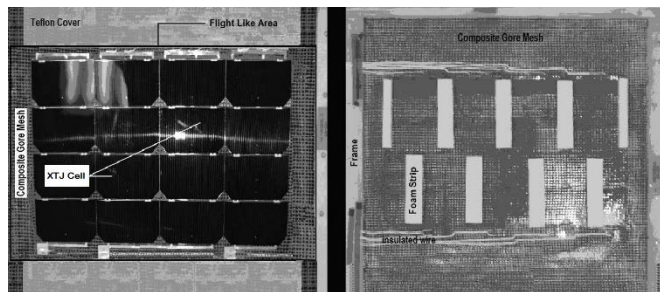 Teflon Cover
Flight Like Area
Composite Gore Mesh
XTJ Cell
Composite Gore Mesh
Frame
Foam Strip
insulated wire